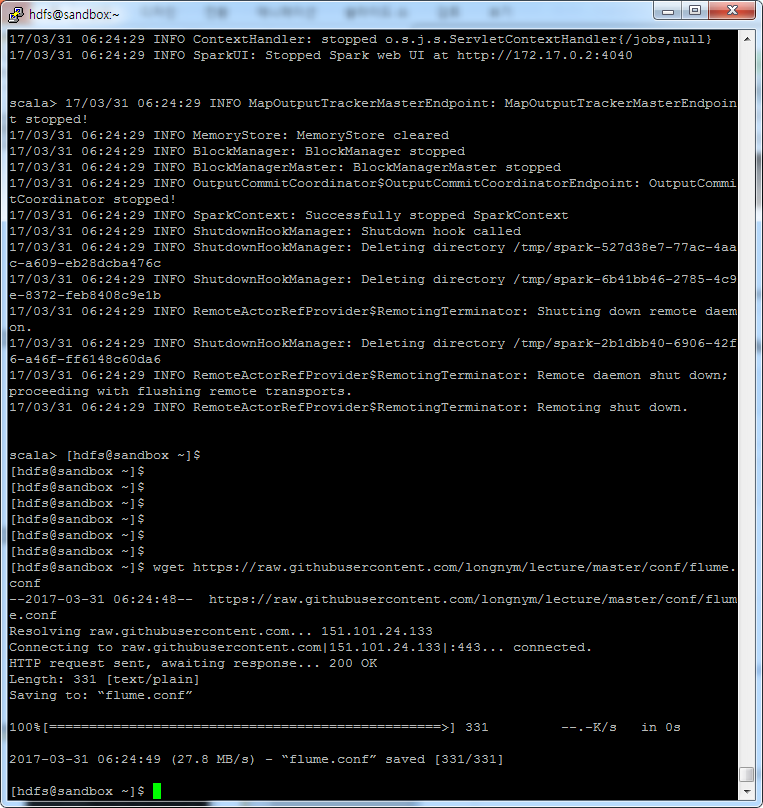 hdfs@sandbox:~
17/03/31 06:24:29 INFO ContextHandler: stopped o.s.j.s.ServletContextHandler{/jobs,null}
17/03/31 06:24:29 INFO SparkUI: Stopped Spark web UI at http://172.17.0.2:4040
scala> 17/03/31 06:24:29 INFO MapOutputTrackerMasterEndpoint: MapOutputTrackerMasterEndpoin
t stopped!
17/03/31 06:24:29 INFO MemoryStore: MemoryStore cleared
17/03/31 06:24:29 INFO BlockManager: BlockManager stopped
17/03/31 06:24:29 INFO BlockManagerMaster: BlockManagerMaster stopped
17/03/31 06:24:29 INFO OutputCommitCoordinator$OutputCommitCoordinatorEndpoint: OutputCommi
tCoordinator stopped!
17/03/31 06:24:29 INFO SparkContext: Successfully stopped SparkContext
17/03/31 06:24:29 INFO ShutdownHookManager: Shutdown hook called
17/03/31 06:24:29 INFO ShutdownHookManager: Deleting directory /tmp/spark-527d38e7-77ac-4aa
c-a609-eb28dcba476c
17/03/31 06:24:29 INFO ShutdownHookManager: Deleting directory /tmp/spark-6b41bb46-2785-4c9
e-8372-feb8408c9e1b
17/03/31 06:24:29 INFO RemoteActorRefProvider$RemotingTerminator: Shutting down remote daem
on.
17/03/31 06:24:29 INFO ShutdownHookManager: Deleting directory /tmp/spark-2b1dbb40-6906-42f
6-a46f-ff6148c60da6
17/03/31 06:24:29 INFO RemoteActorRefProvider$RemotingTerminator: Remote daemon shut down;
proceeding with flushing remote transports.
17/03/31 06:24:29 INFO RemoteActorRefProvider$RemotingTerminator: Remoting shut down.
scala> [hdfs@sandbox ~]$
[hdfs@sandbox ~]$
[hdfs@sandbox ~]$
[hdfs@sandbox ~]$
[hdfs@sandbox ~]$
[hdfs@sandbox ~]$
[hdfs@sandbox ~]$
[hdfs@sandbox ~]$ wget https://raw.githubusercontent.com/longnym/lecture/master/conf/flume.
conf
--2017-03-31 06:24:48--  https://raw.githubusercontent.com/longnym/lecture/master/conf/flum
e.conf
Resolving raw.githubusercontent.com... 151.101.24.133
Connecting to raw.githubusercontent.com|151.101.24.133|:443... connected.
HTTP request sent, awaiting response... 200 OK
Length: 331 [text/plain]
Saving to: “flume.conf”
100%[=================================================>] 331         --.-K/s   in 0s
2017-03-31 06:24:49 (27.8 MB/s) - “flume.conf” saved [331/331]
[hdfs@sandbox ~]$